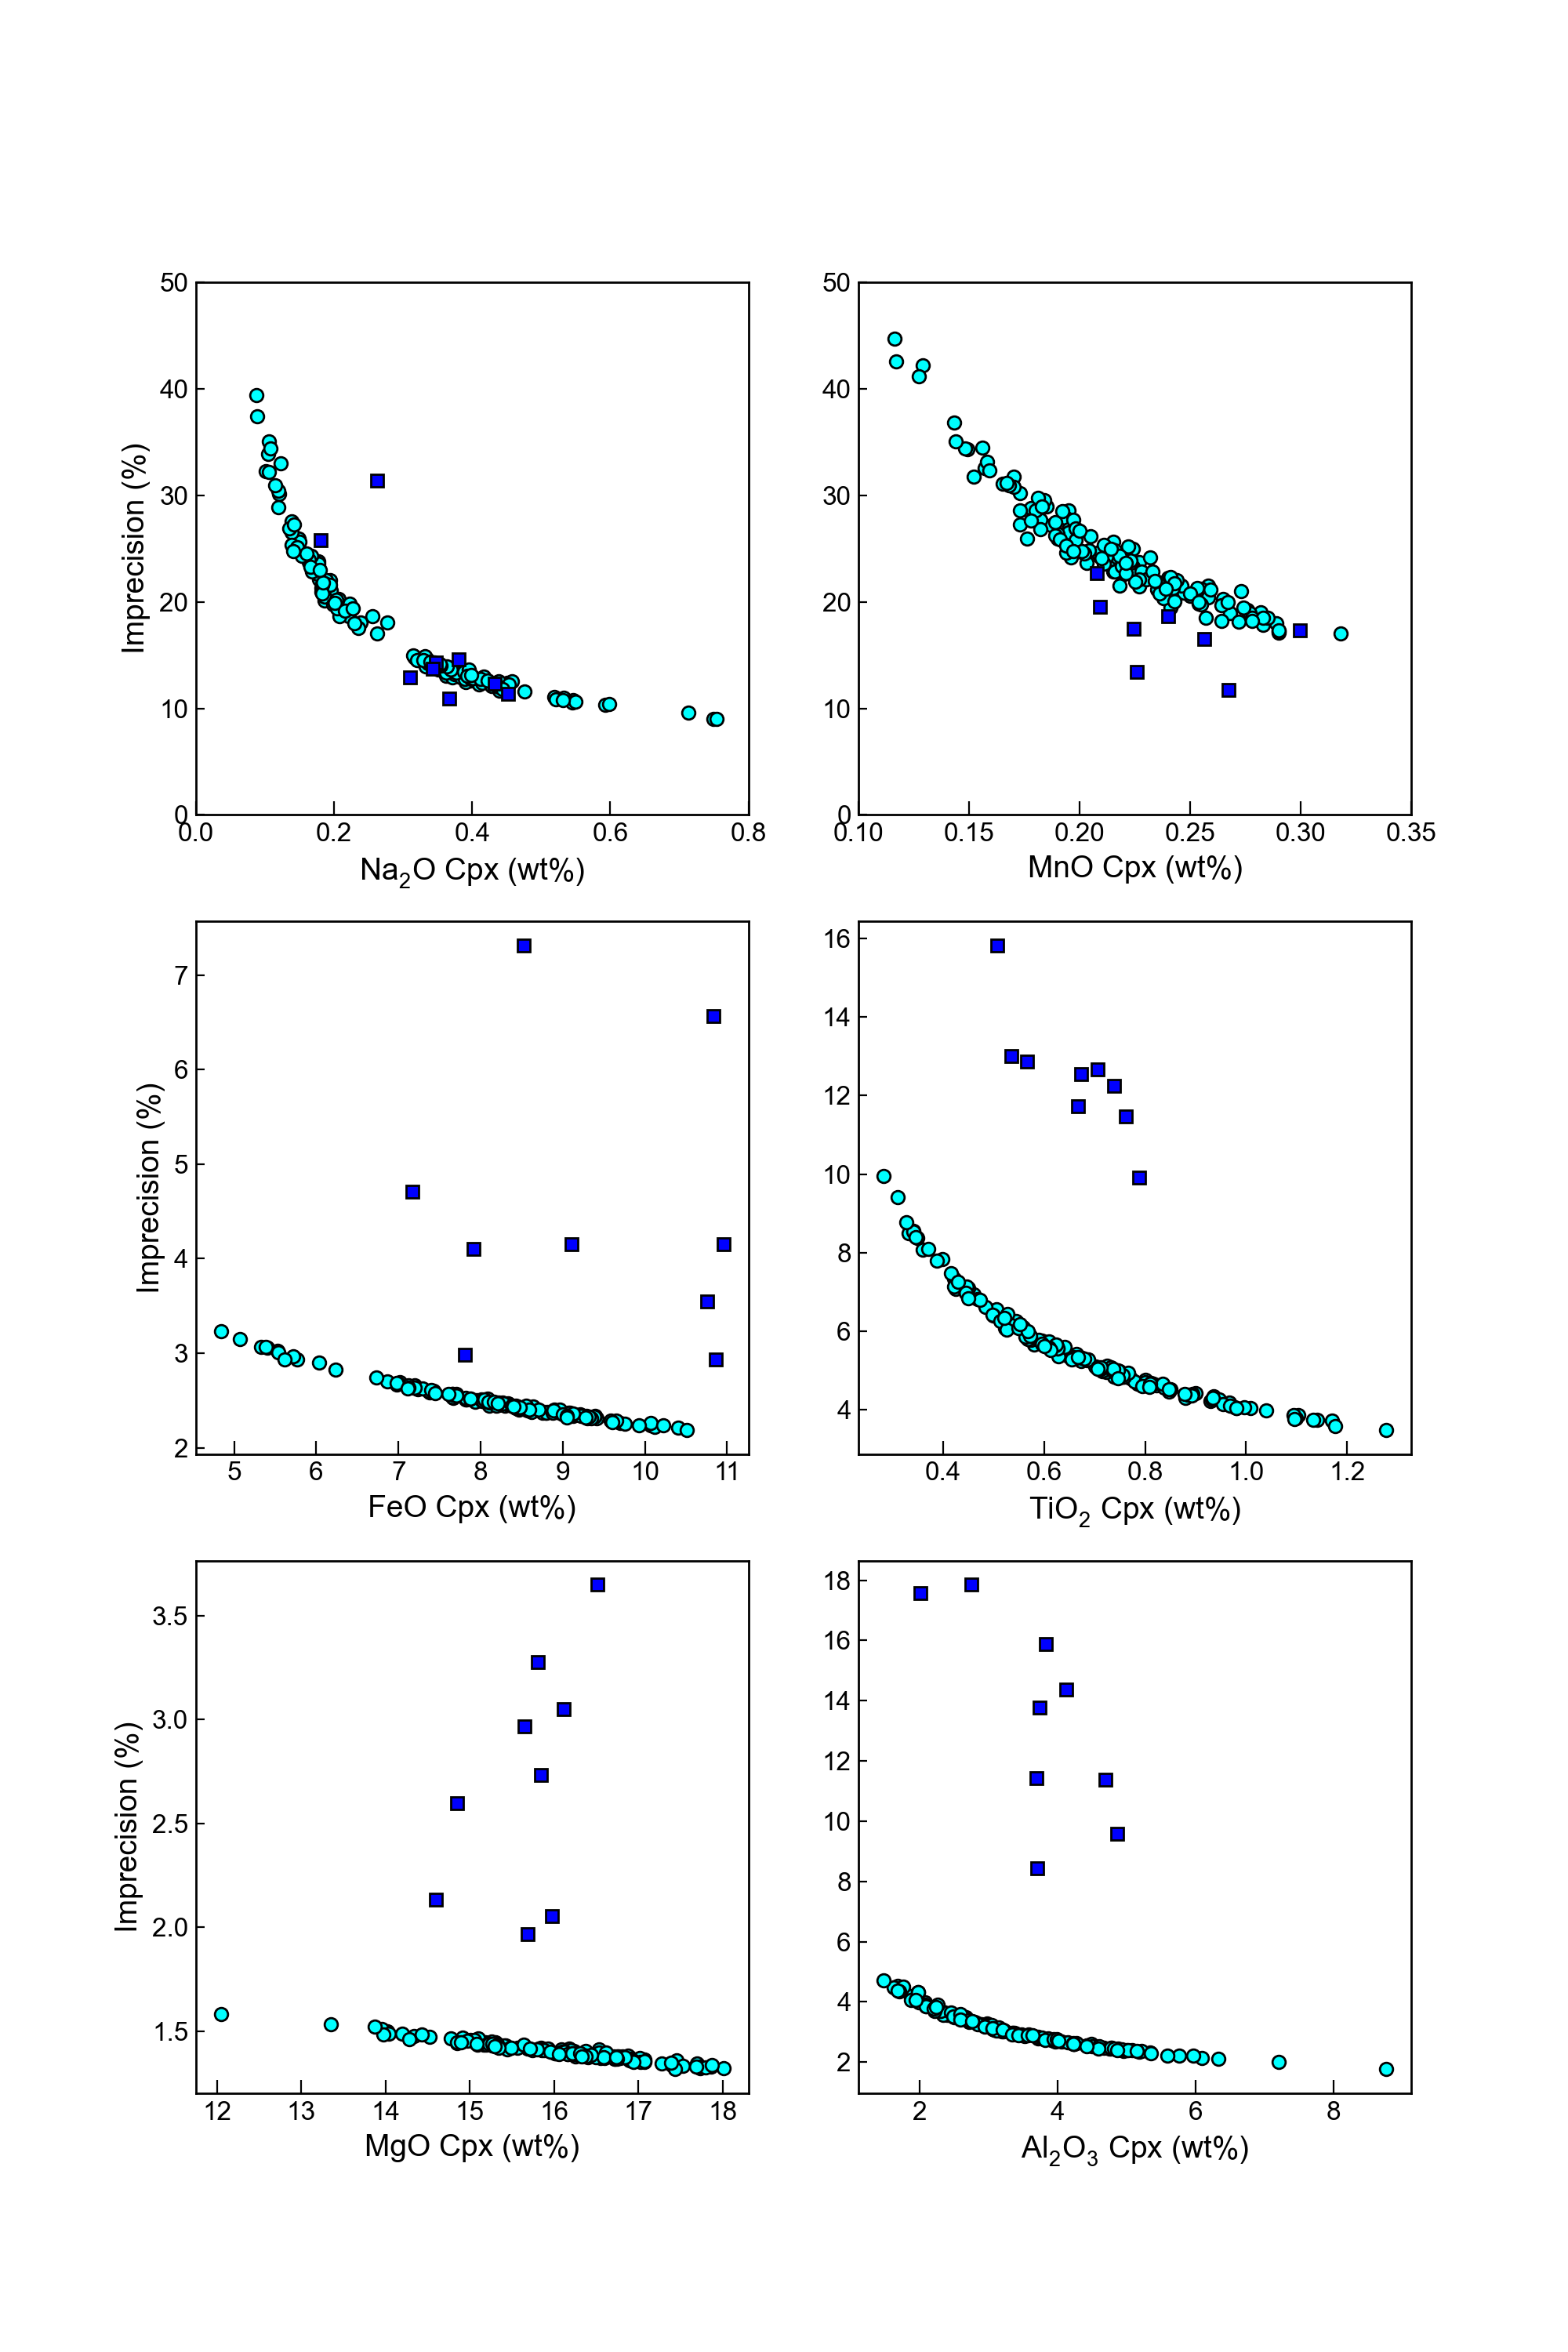 50
40
30
20
10
0
0.0 0.2 0.4 0.6 0.8
Imprecision (%)
Na₂O Cpx (wt%)
50
40
30
20
10
0
0.10 0.15 0.20 0.25 0.30 0.35
MnO Cpx (wt%)
7
6
5
4
3
2
5 6 7 8 9 10 11
Imprecision (%)
FeO Cpx (wt%)
16
14
12
10
8
6
4
0.4 0.6 0.8 1.0 1.2
TiO₂ Cpx (wt%)
3.5
3.0
2.5
2.0
1.5
12 13 14 15 16 17 18
Imprecision (%)
MgO Cpx (wt%)
18
16
14
12
10
8
6
4
2
2 4 6 8
Al₂O₃ Cpx (wt%)